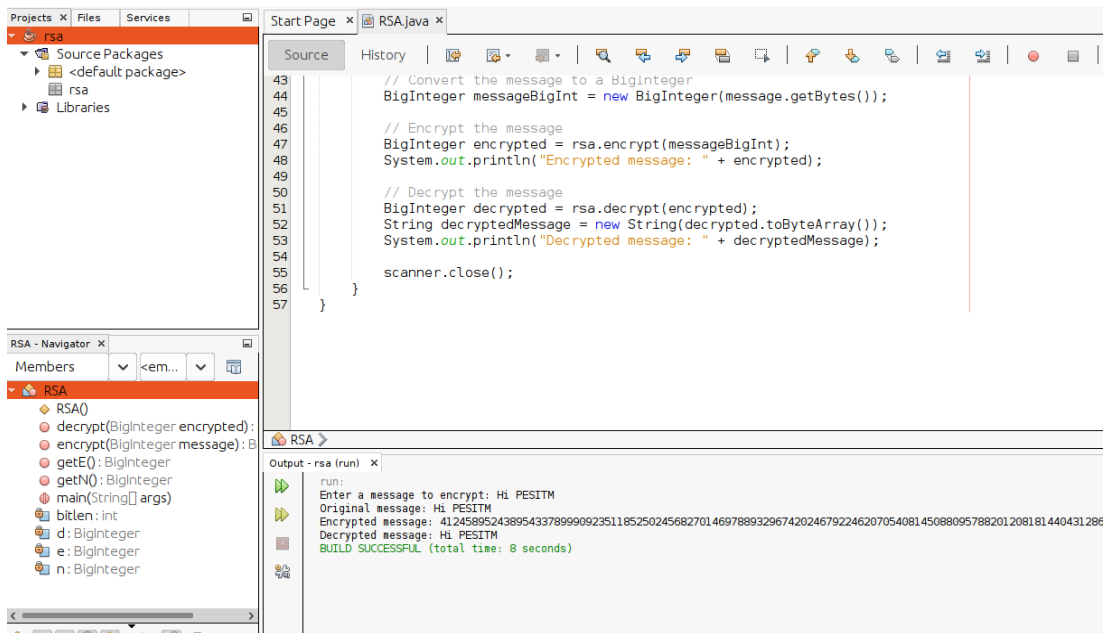 Projects Files Services
rsa
Source Packages
<default package>
rsa
Libraries
RSA - Navigator
Members <em...
RSA
RSA()
decrypt(BigInteger encrypted) :
encrypt(BigInteger message) : B
getE() : BigInteger
getN() : BigInteger
main(String[] args)
bitlen : int
d : BigInteger
e : BigInteger
n : BigInteger
Start Page RSA.java
Source History
43 // Convert the message to a BigInteger
44 BigInteger messageBigInt = new BigInteger(message.getBytes());
45
46 // Encrypt the message
47 BigInteger encrypted = rsa.encrypt(messageBigInt);
48 System.out.println("Encrypted message: " + encrypted);
49
50 // Decrypt the message
51 BigInteger decrypted = rsa.decrypt(encrypted);
52 String decryptedMessage = new String(decrypted.toByteArray());
53 System.out.println("Decrypted message: " + decryptedMessage);
54
55 scanner.close();
56 }
57 }
RSA
Output - rsa (run)
run:
Enter a message to encrypt: Hi PESITM
Original message: Hi PESITM
Encrypted message: 4124589524389543378999092351185250245682701469788932967420246792246207054081450880957882012081814404312​86
Decrypted message: Hi PESITM
BUILD SUCCESSFUL (total time: 8 seconds)